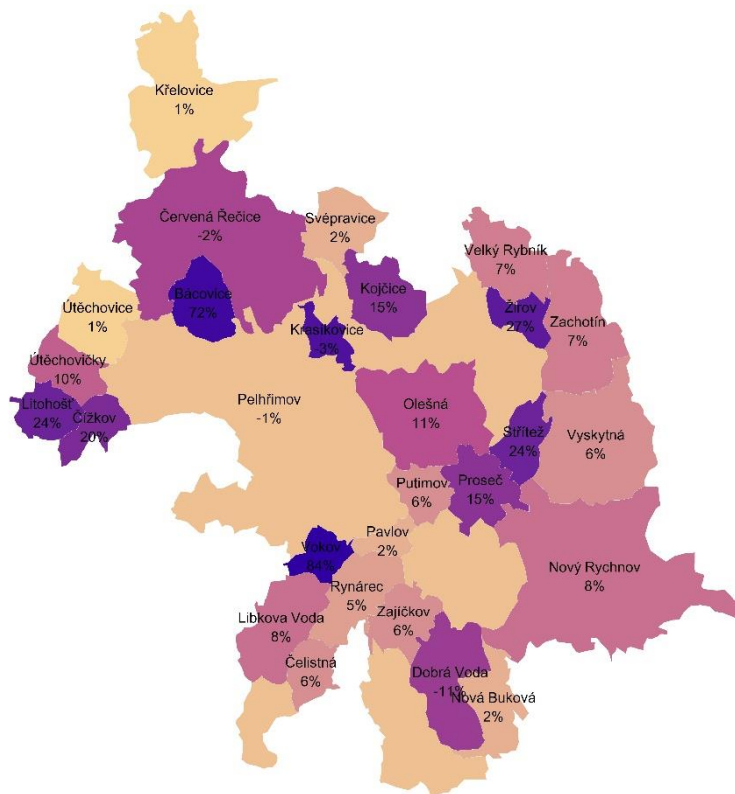 Křelovice
1%
Červená Řečice
-2%
Svépravice
2%
Velký Rybník
7%
Bácovice
72%
Kojčice
15%
Útěchovice
1%
Krasíkovice
-3%
Žirov
27%
Zachotín
7%
Útěchovičky
10%
Pelhřimov
-1%
Olešná
11%
Litohošť
24%
Čížkov
20%
Střítež
24%
Vyskytná
6%
Putimov
6%
Proseč
15%
Pavlov
2%
Vokov
84%
Nový Rychnov
8%
Rynárec
5%
Libkova Voda
8%
Zajíčkov
6%
Čelistná
6%
Dobrá Voda
-11%
Nová Buková
2%